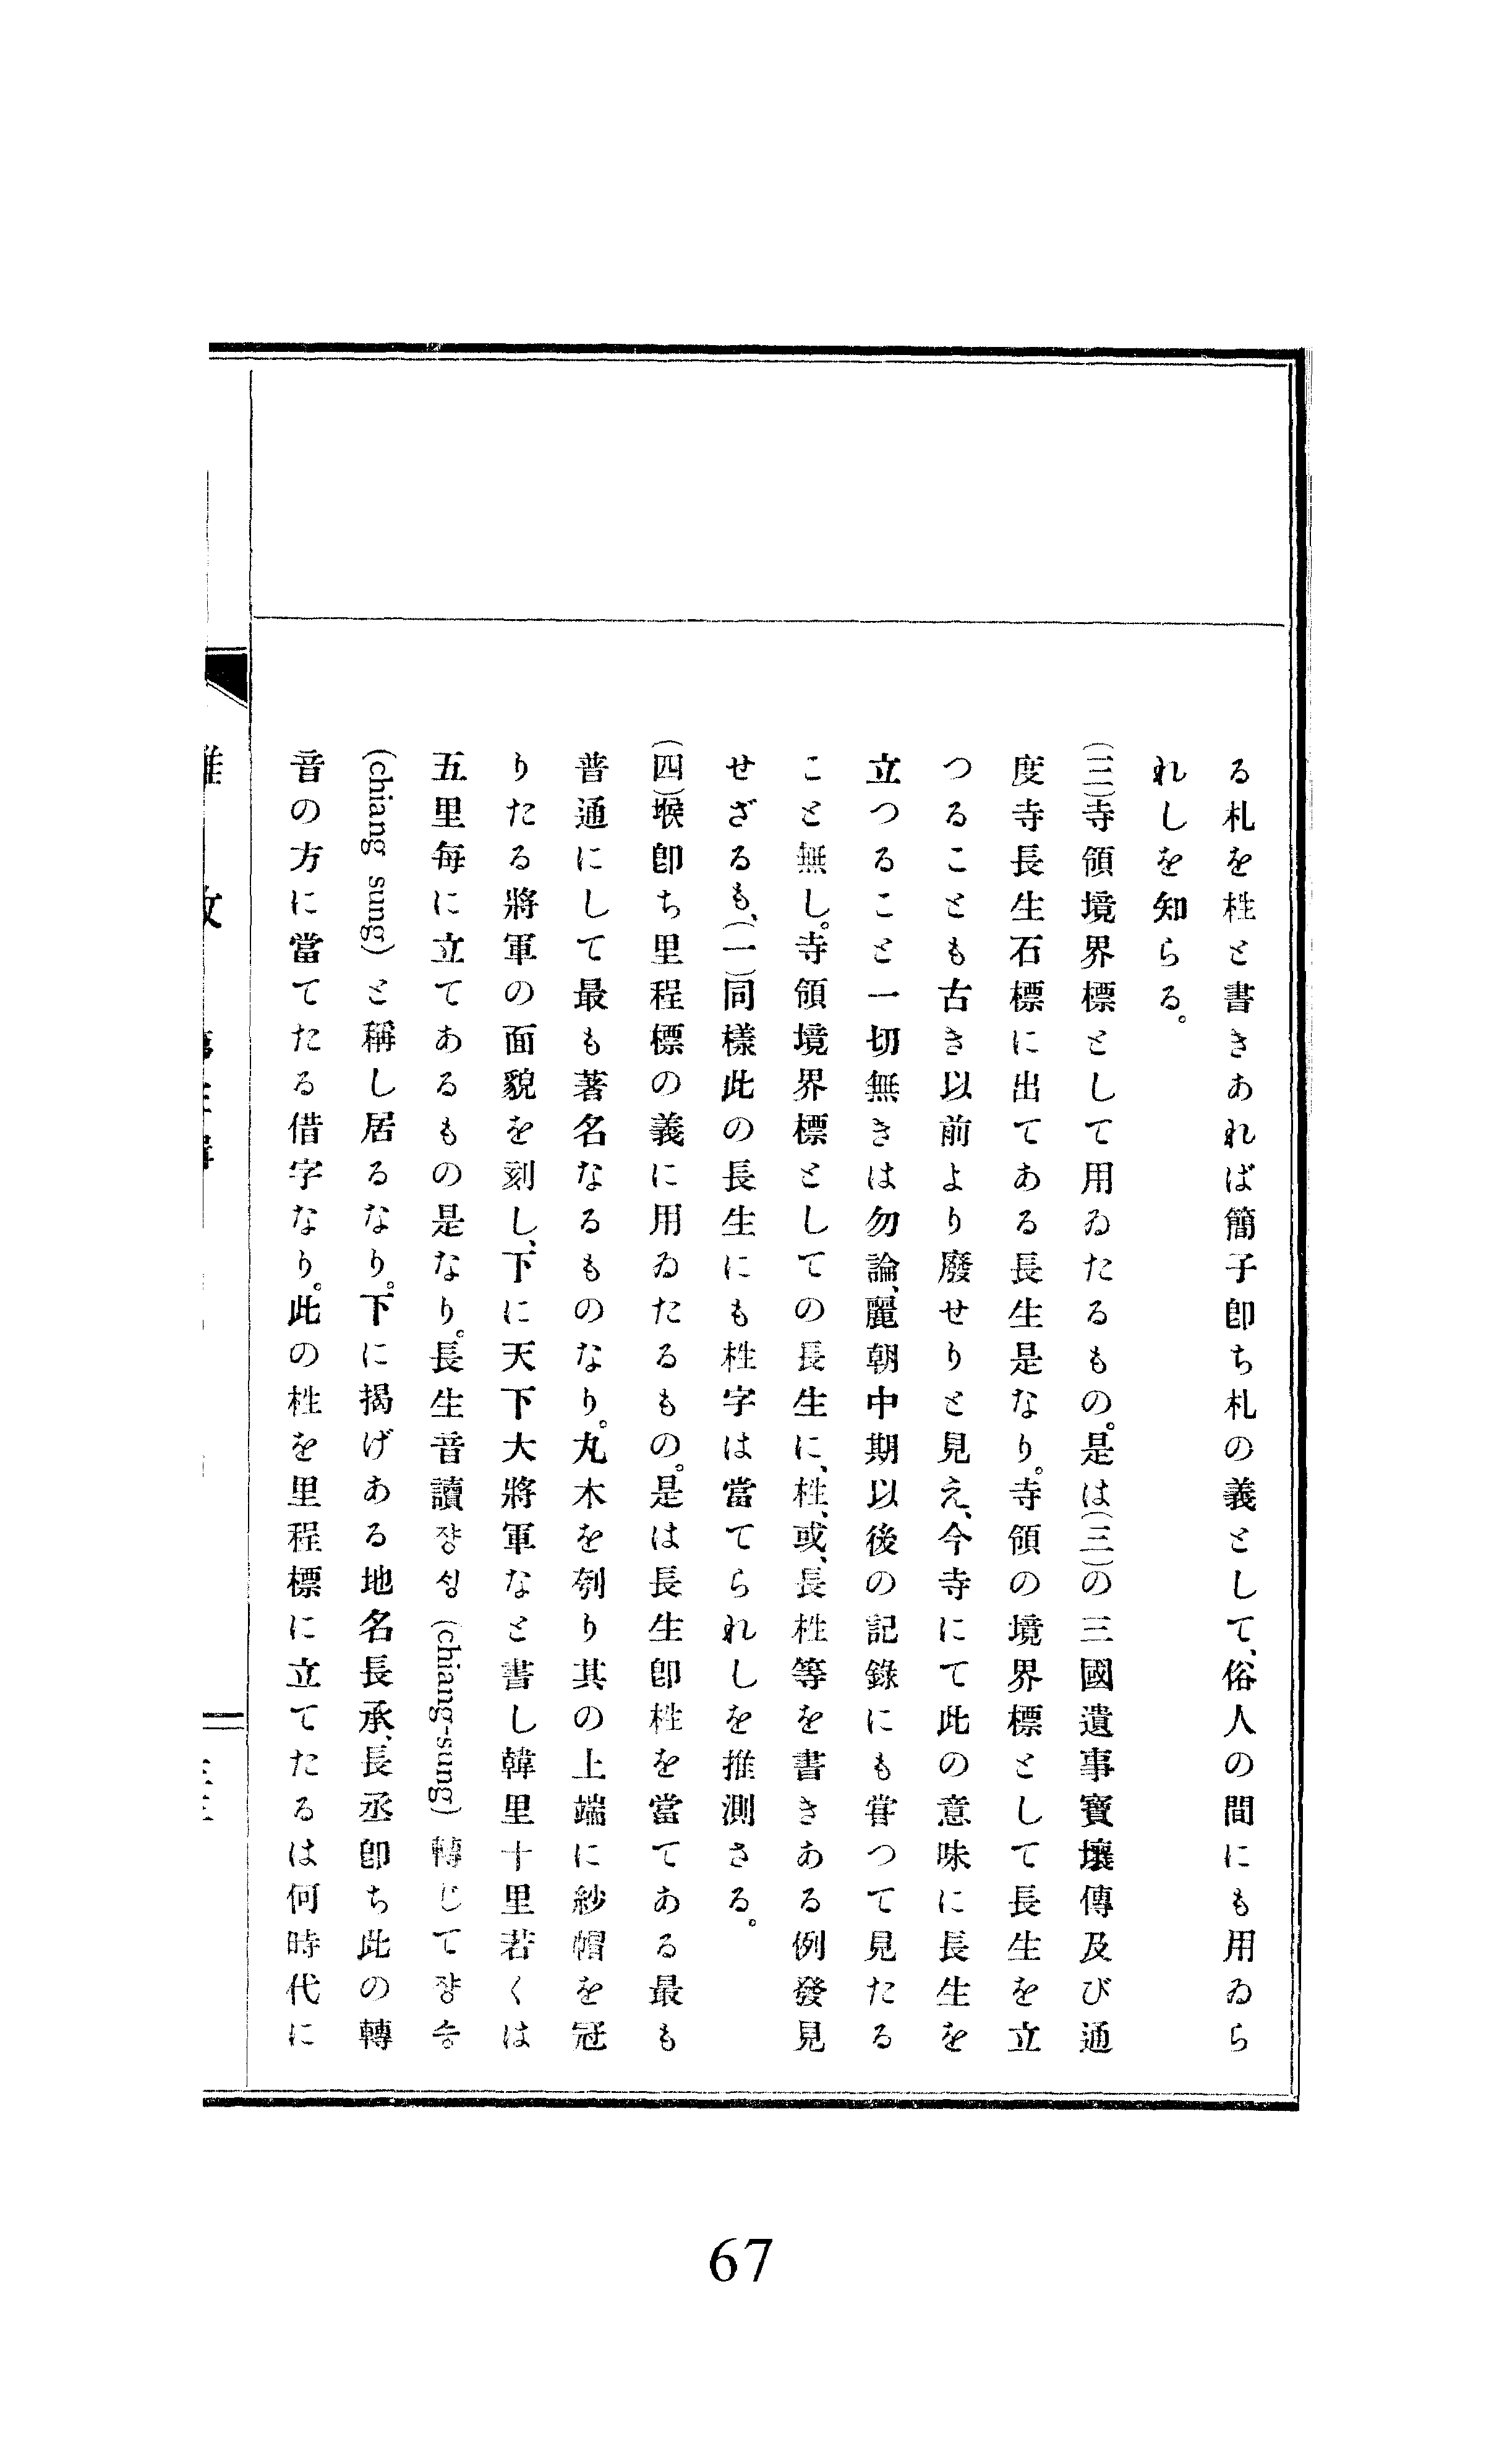 る札を栍と書きあれば簡子卽ち札の義として、俗人の間にも用ゐら
れしを知らる。
(三)寺領境界標として用ゐたるもの。是は(三)の三國遺事寶壤傳及び通
度寺長生石標に出てある長生是なり。寺領の境界標として長生を立
つることも古き以前より廢せりと見え、今寺にて此の意味に長生を
立つること一切無きは勿論、麗朝中期以後の記錄にも甞つて見たる
こと無し。寺領境界標としての長生に、栍、或、長栍等を書きある例發見
せざるも、(一)同樣此の長生にも栍字は當てられしを推測さる。
(四)堠卽ち里程標の義に用ゐたるもの。是は長生卽栍を當てある最も
普通にして最も著名なるものなり。丸木を刳り其の上端に紗帽を冠
りたる將軍の面貌を刻し、下に天下大將軍なと書し韓里十里若くは
五里每に立てあるもの是なり。長生音讀쟝싱(chiang-sung)轉じて쟝승
(chiang sung)と稱し居るなり。下に揭げある地名長承、長丞卽ち此の轉
音の方に當てたる借字なり。此の栍を里程標に立てたるは何時代に
67